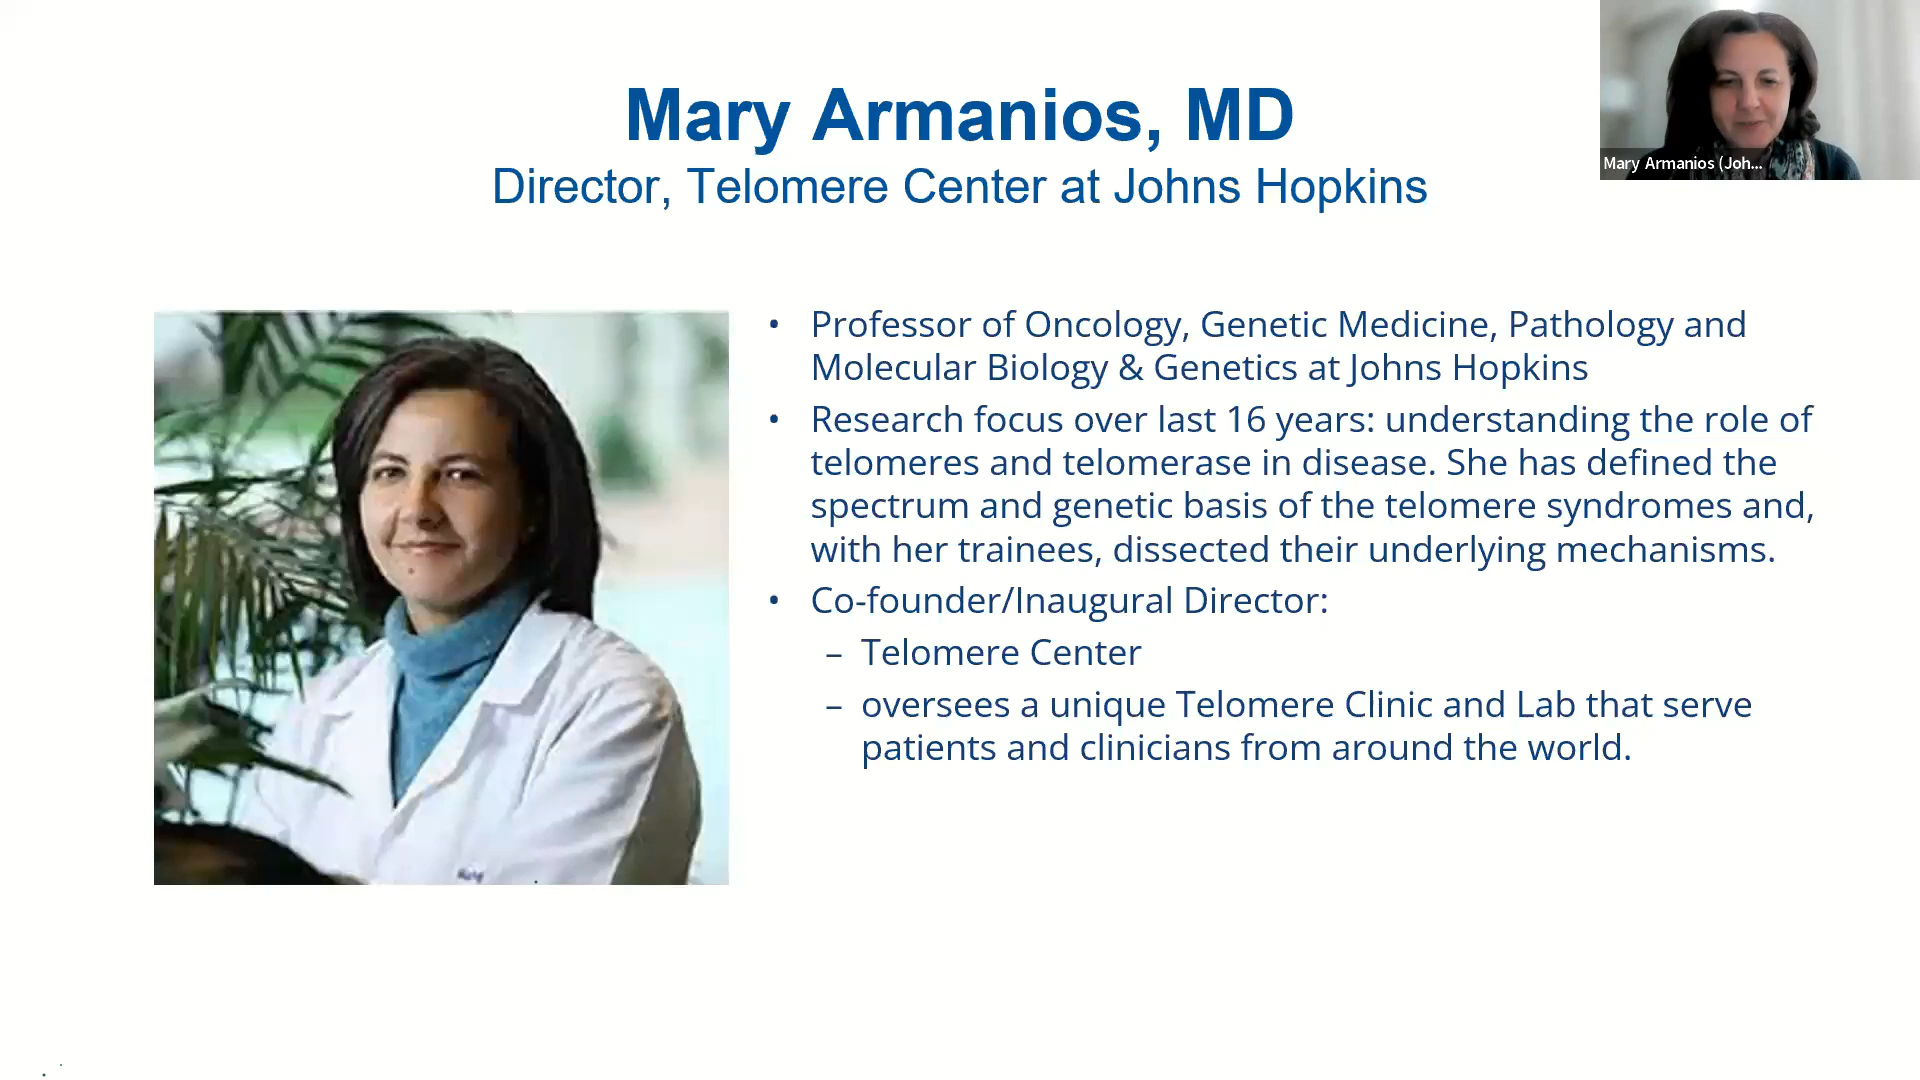 Mary Armanios, MD
Director, Telomere Center at Johns Hopkins
Mary Armanios (Joh...
• Professor of Oncology, Genetic Medicine, Pathology and
Molecular Biology & Genetics at Johns Hopkins
• Research focus over last 16 years: understanding the role of
telomeres and telomerase in disease. She has defined the
spectrum and genetic basis of the telomere syndromes and,
with her trainees, dissected their underlying mechanisms.
• Co-founder/Inaugural Director:
– Telomere Center
– oversees a unique Telomere Clinic and Lab that serve
patients and clinicians from around the world.